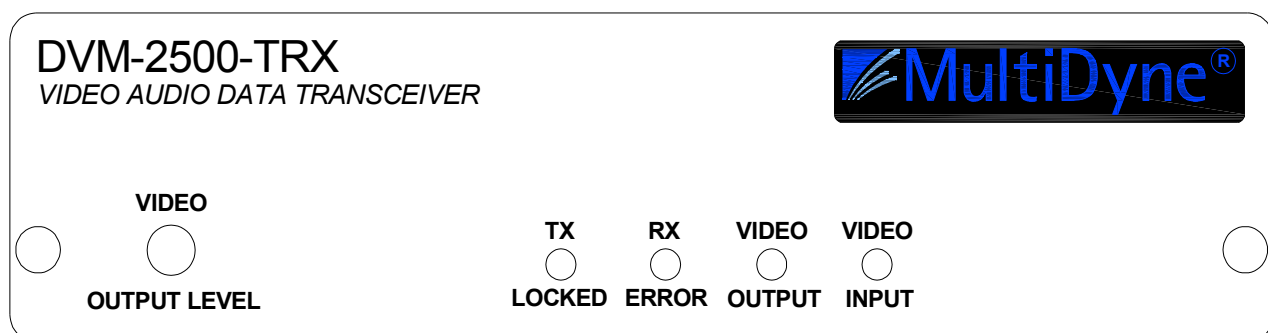 DVM-2500-TRX
VIDEO AUDIO DATA TRANSCEIVER
MultiDyne®
VIDEO
OUTPUT LEVEL
TX
LOCKED
RX
ERROR
VIDEO
OUTPUT
VIDEO
INPUT